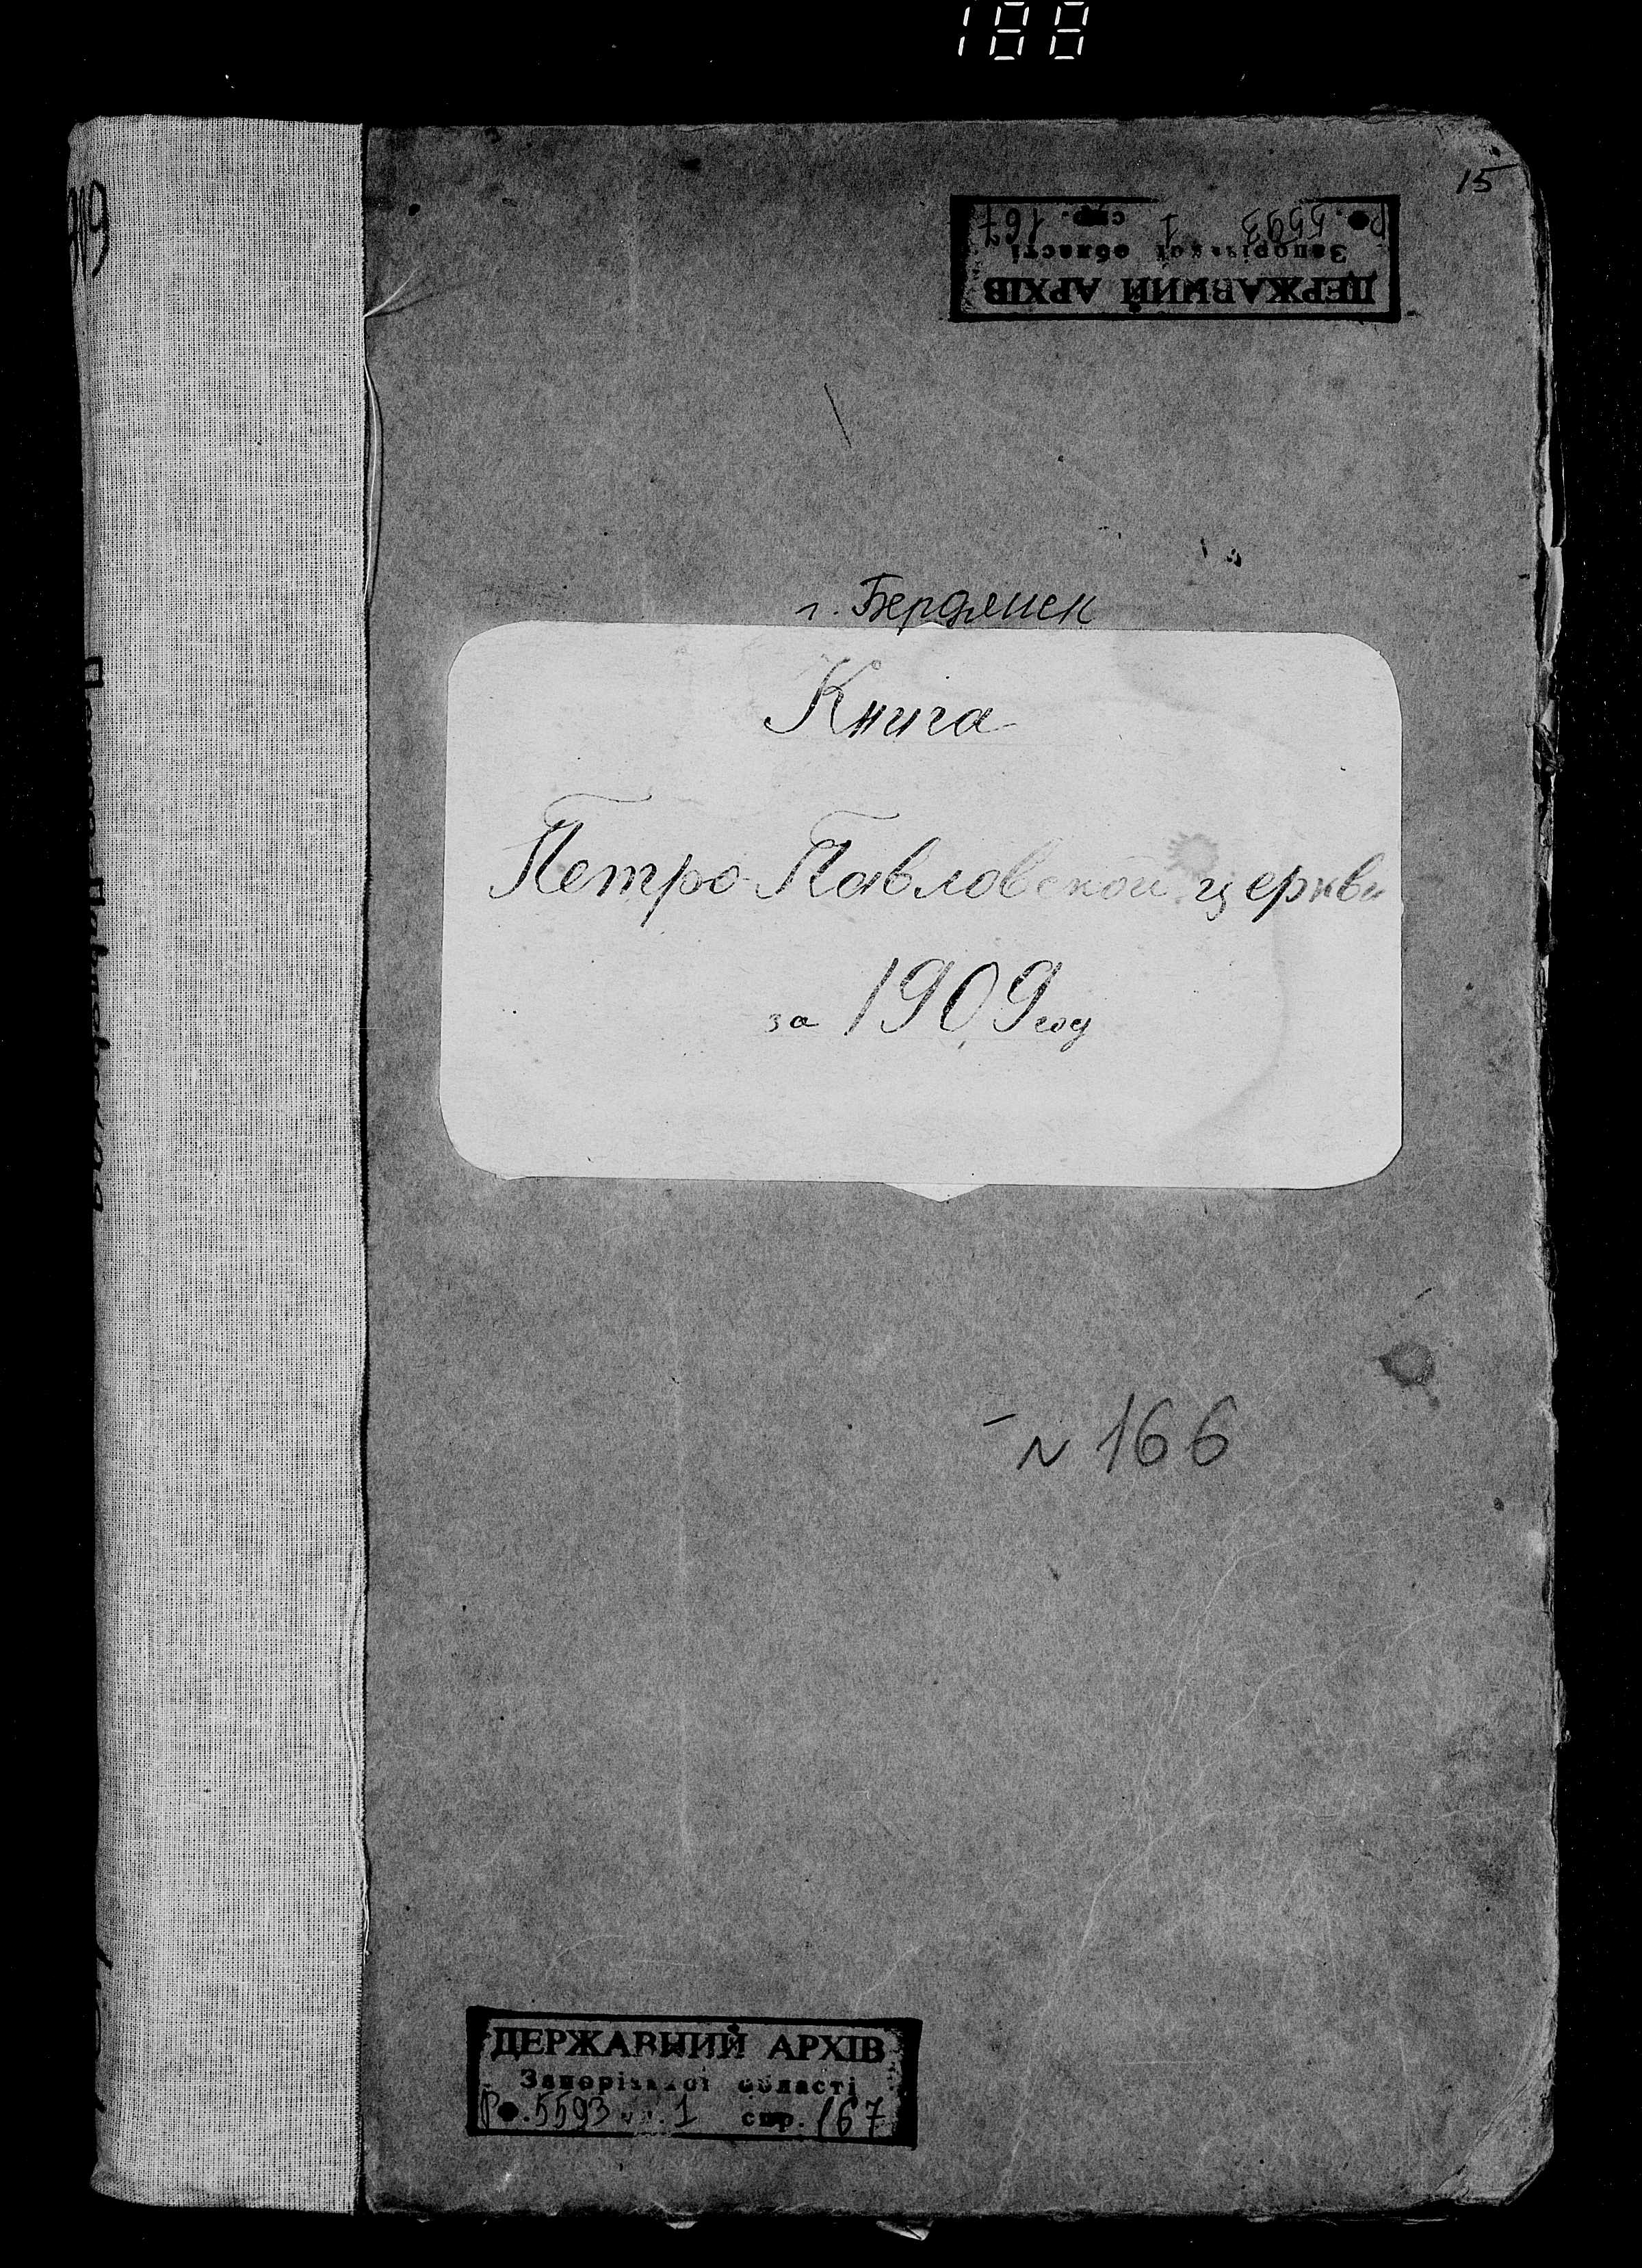 188
15
ДЕРЖАВНИЙ АРХІВ
Запорізької області
Р ф. 5593 1 спр. 167
г. Бердянск
Книга
Петро-Павловской церкви
за 1909 год
N 166
ДЕРЖАВНИЙ АРХІВ
Запорізької області
Р ф. 5593 оп. 1 спр. 167